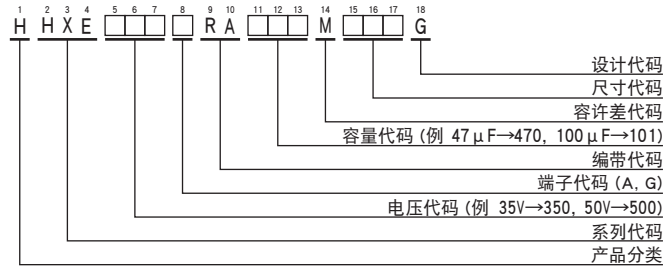 1 2 3 4 5 6 7 8 9 10 11 12 13 14 15 16 17 18
H HXE □□□ □ RA □□□ M □□□ G
设计代码
尺寸代码
容许差代码
容量代码 (例 47μF→470, 100μF→101)
编带代码
端子代码 (A, G)
电压代码 (例 35V→350, 50V→500)
系列代码
产品分类